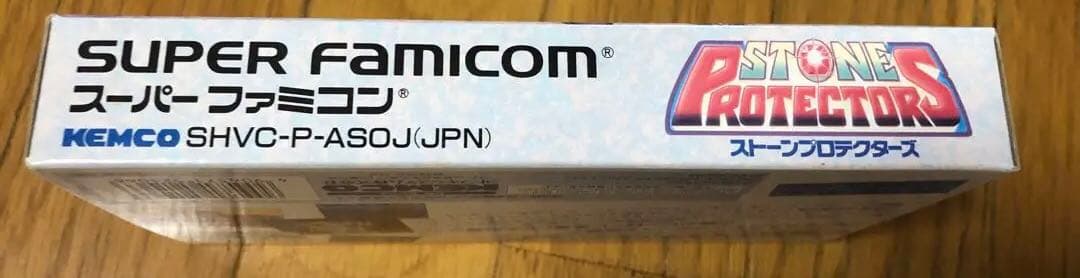 SUPER FAMICOM®
スーパーファミコン®
KEMCO SHVC-P-ASOJ(JPN)
STONE
PROTECTORS
ストーンプロテクターズ
KEMCO